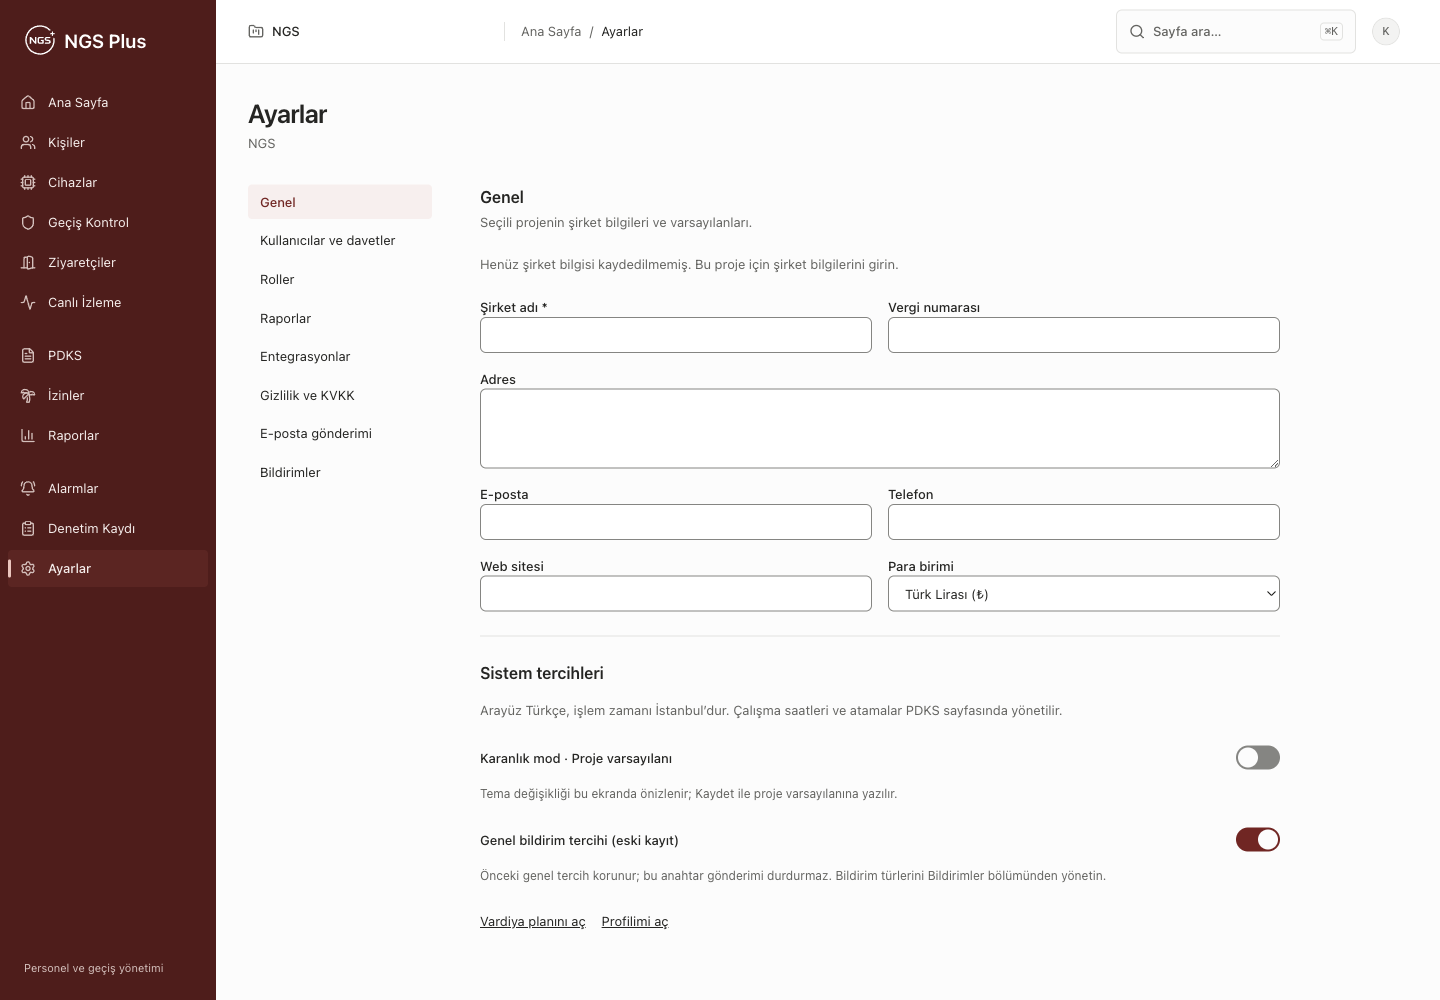 NGS+
NGS Plus
Ana Sayfa
Kişiler
Cihazlar
Geçiş Kontrol
Ziyaretçiler
Canlı İzleme
PDKS
İzinler
Raporlar
Alarmlar
Denetim Kaydı
Ayarlar
Personel ve geçiş yönetimi
NGS
Ana Sayfa / Ayarlar
Sayfa ara...
⌘K
K
Ayarlar
NGS
Genel
Kullanıcılar ve davetler
Roller
Raporlar
Entegrasyonlar
Gizlilik ve KVKK
E-posta gönderimi
Bildirimler
Genel
Seçili projenin şirket bilgileri ve varsayılanları.
Henüz şirket bilgisi kaydedilmemiş. Bu proje için şirket bilgilerini girin.
Şirket adı *
Vergi numarası
Adres
E-posta
Telefon
Web sitesi
Para birimi
Türk Lirası (₺)
Sistem tercihleri
Arayüz Türkçe, işlem zamanı İstanbul’dur. Çalışma saatleri ve atamalar PDKS sayfasında yönetilir.
Karanlık mod · Proje varsayılanı
Tema değişikliği bu ekranda önizlenir; Kaydet ile proje varsayılanına yazılır.
Genel bildirim tercihi (eski kayıt)
Önceki genel tercih korunur; bu anahtar gönderimi durdurmaz. Bildirim türlerini Bildirimler bölümünden yönetin.
Vardiya planını aç
Profilimi aç